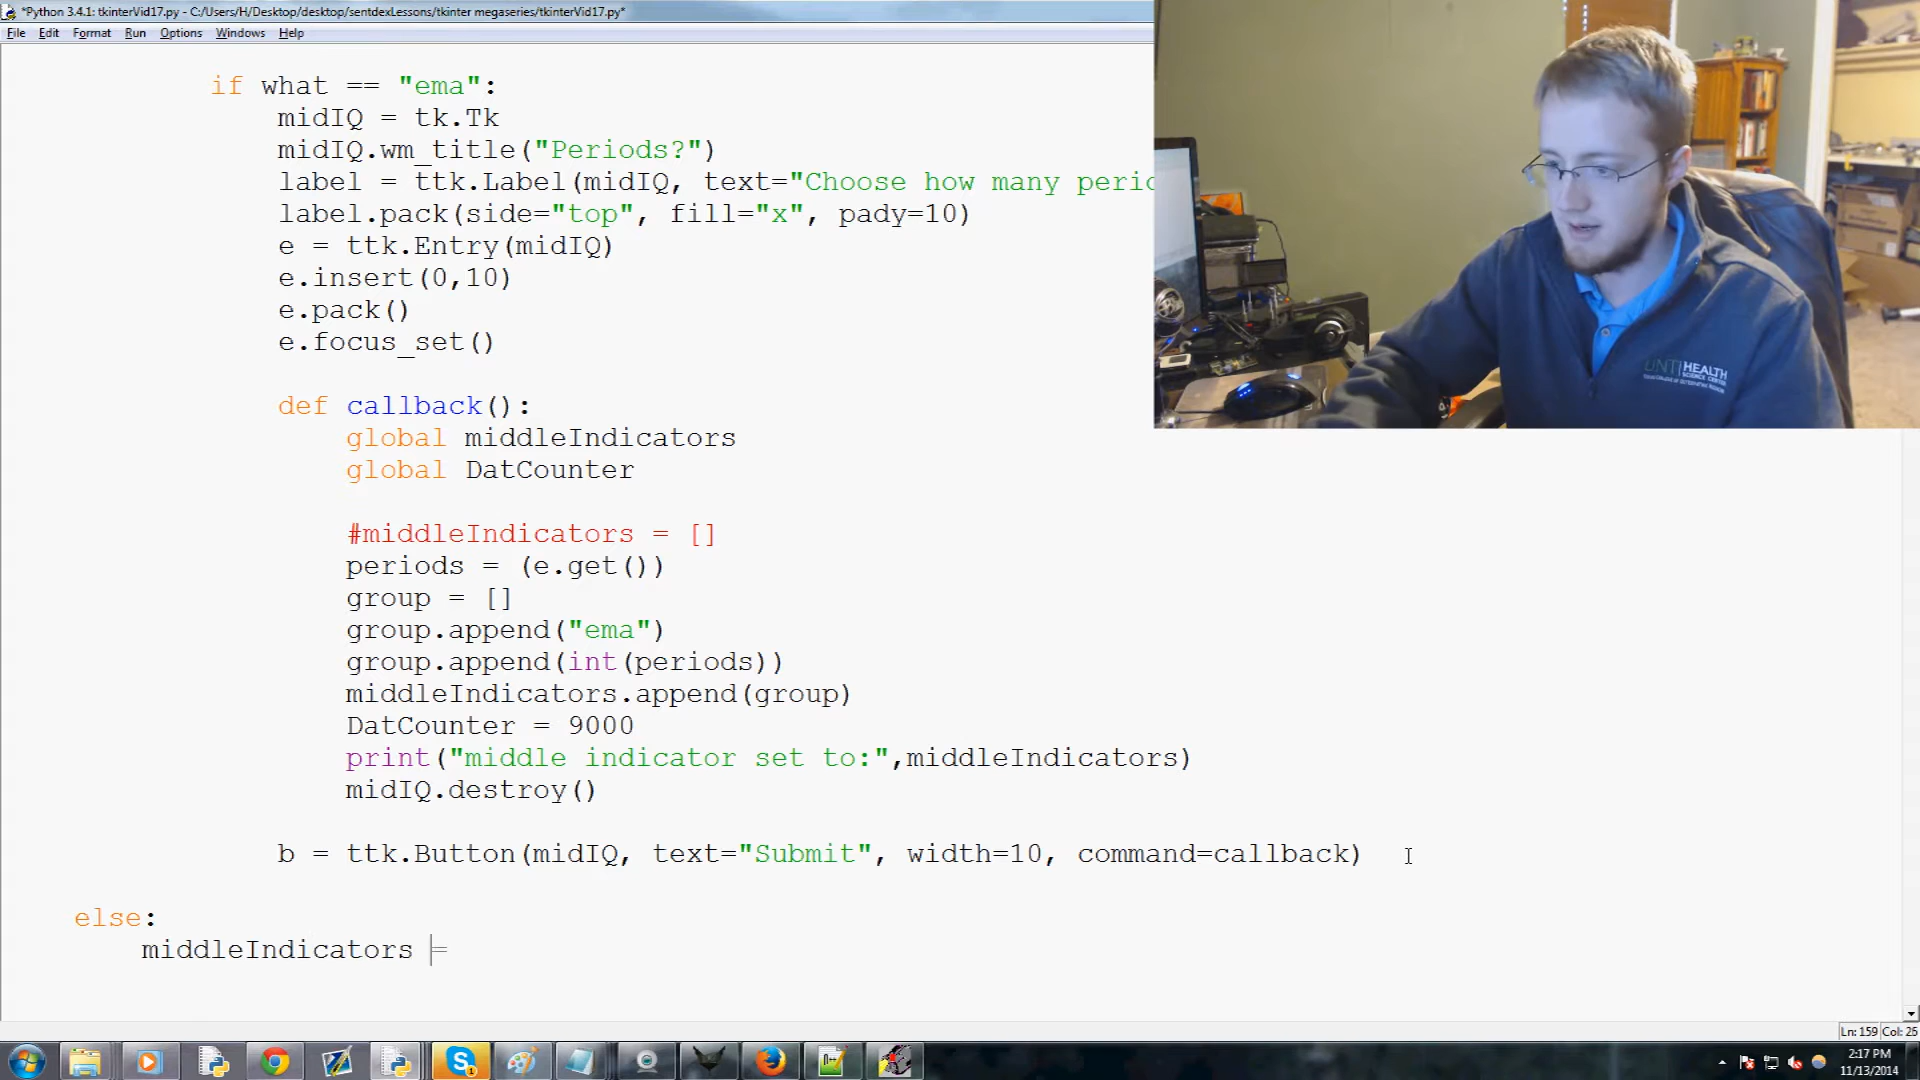 *Python 3.4.1: tkinterVid17.py - C:/Users/H/Desktop/desktop/sentdexLessons/tkinter megaseries/tkinterVid17.py*
File Edit Format Run Options Windows Help
if what == "ema":
midIQ = tk.Tk
midIQ.wm_title("Periods?")
label = ttk.Label(midIQ, text="Choose how many perio
label.pack(side="top", fill="x", pady=10)
e = ttk.Entry(midIQ)
e.insert(0,10)
e.pack()
e.focus_set()
def callback():
global middleIndicators
global DatCounter
#middleIndicators = []
periods = (e.get())
group = []
group.append("ema")
group.append(int(periods))
middleIndicators.append(group)
DatCounter = 9000
print("middle indicator set to:",middleIndicators)
midIQ.destroy()
b = ttk.Button(midIQ, text="Submit", width=10, command=callback)
else:
middleIndicators =
UNT HEALTH
SCIENCE CENTER
Ln: 159 Col: 25
2:17 PM
11/13/2014